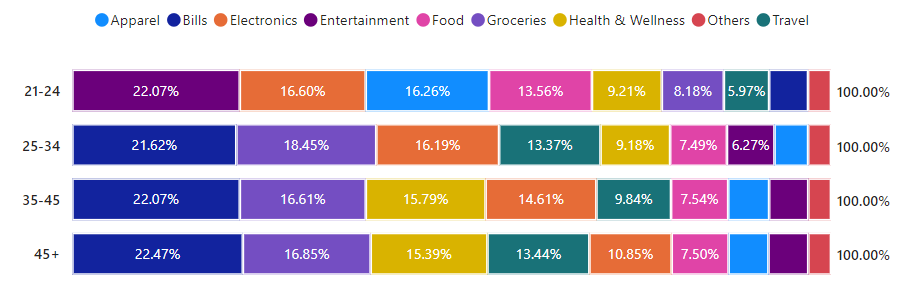 Apparel Bills Electronics Entertainment Food Groceries Health & Wellness Others Travel
21-24 22.07% 16.60% 16.26% 13.56% 9.21% 8.18% 5.97% 100.00%
25-34 21.62% 18.45% 16.19% 13.37% 9.18% 7.49% 6.27% 100.00%
35-45 22.07% 16.61% 15.79% 14.61% 9.84% 7.54% 100.00%
45+ 22.47% 16.85% 15.39% 13.44% 10.85% 7.50% 100.00%